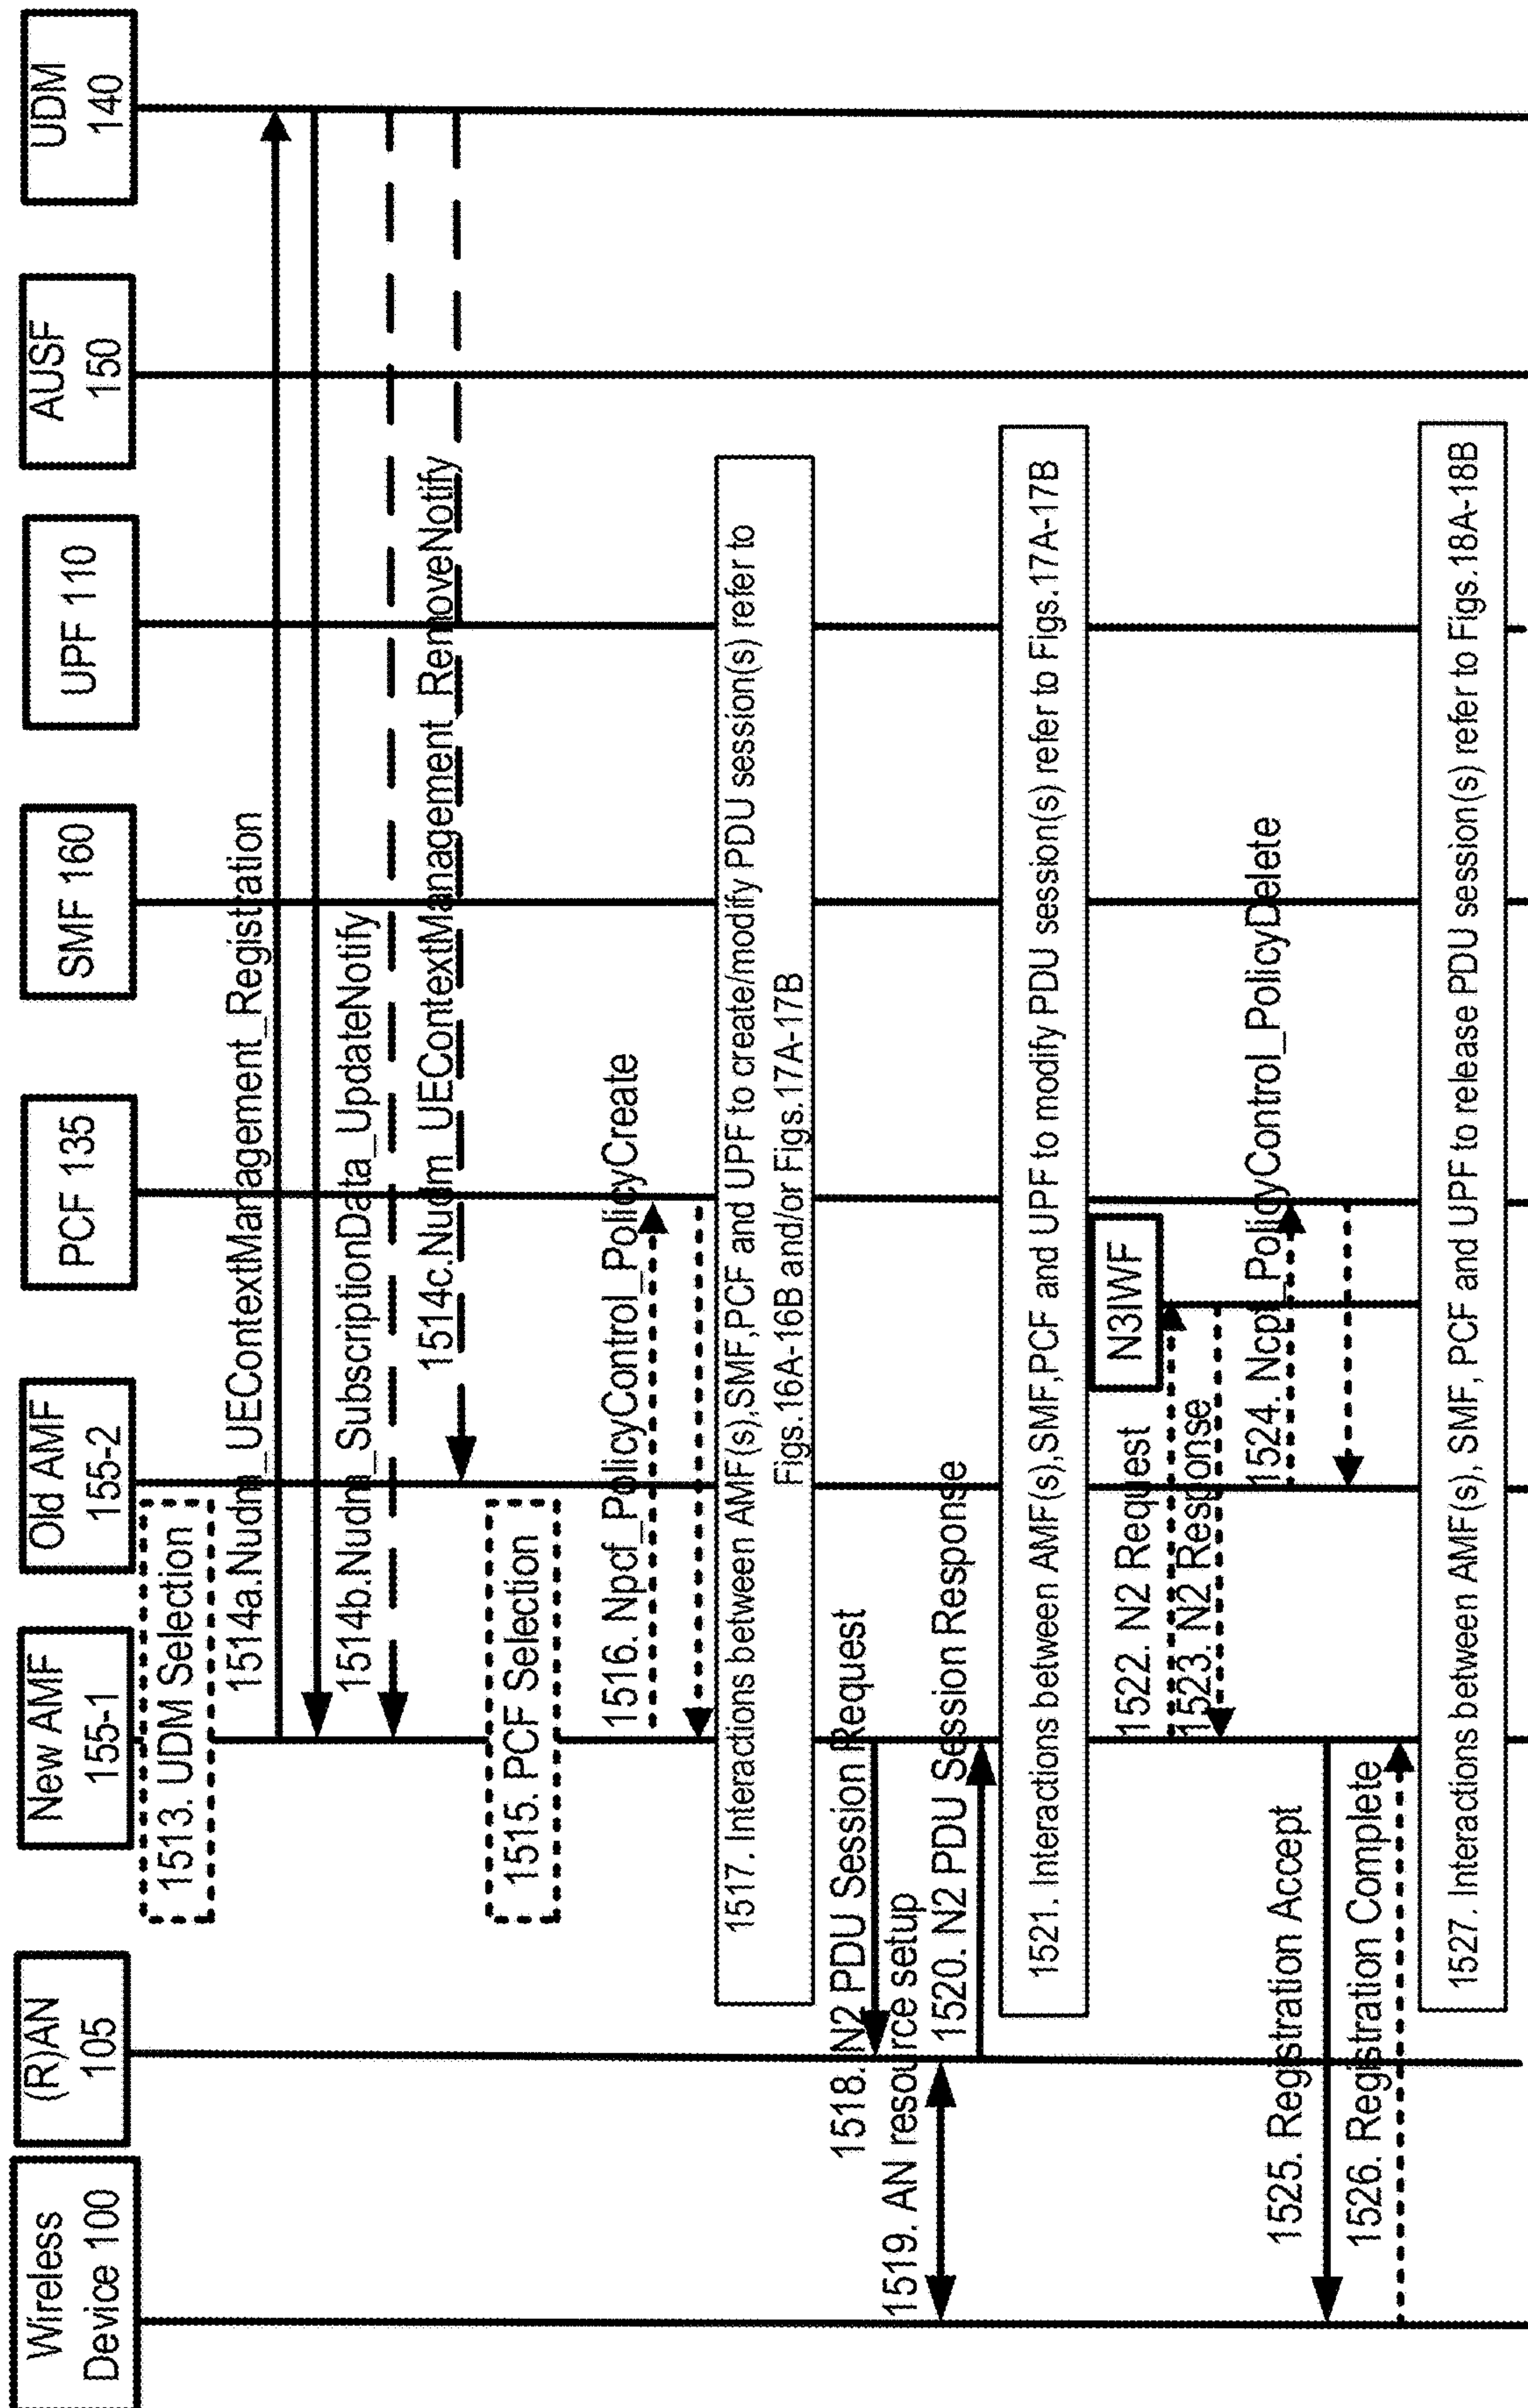 Wireless
Device 100
(R)AN
105
New AMF
155-1
Old AMF
155-2
PCF 135
SMF 160
UPF 110
AUSF
150
UDM
140
1513. UDM Selection
1514a.Nudm_UEContextManagement_Registration
1514b.Nudm_SubscriptionData_UpdateNotify
1514c.Nudm_UEContextManagement_RemoveNotify
1515. PCF Selection
1516. Npcf_PolicyControl_PolicyCreate
1517. Interactions between AMF(s),SMF,PCF and UPF to create/modify PDU session(s) refer to
Figs.16A-16B and/or Figs.17A-17B
1518. N2 PDU Session Request
1519. AN resource setup
1520. N2 PDU Session Response
1521. Interactions between AMF(s),SMF,PCF and UPF to modify PDU session(s) refer to Figs.17A-17B
N3IWF
1522. N2 Request
1523. N2 Response
1524. Ncpf_PolicyControl_PolicyDelete
1525. Registration Accept
1526. Registration Complete
1527. Interactions between AMF(s), SMF, PCF and UPF to release PDU session(s) refer to Figs.18A-18B